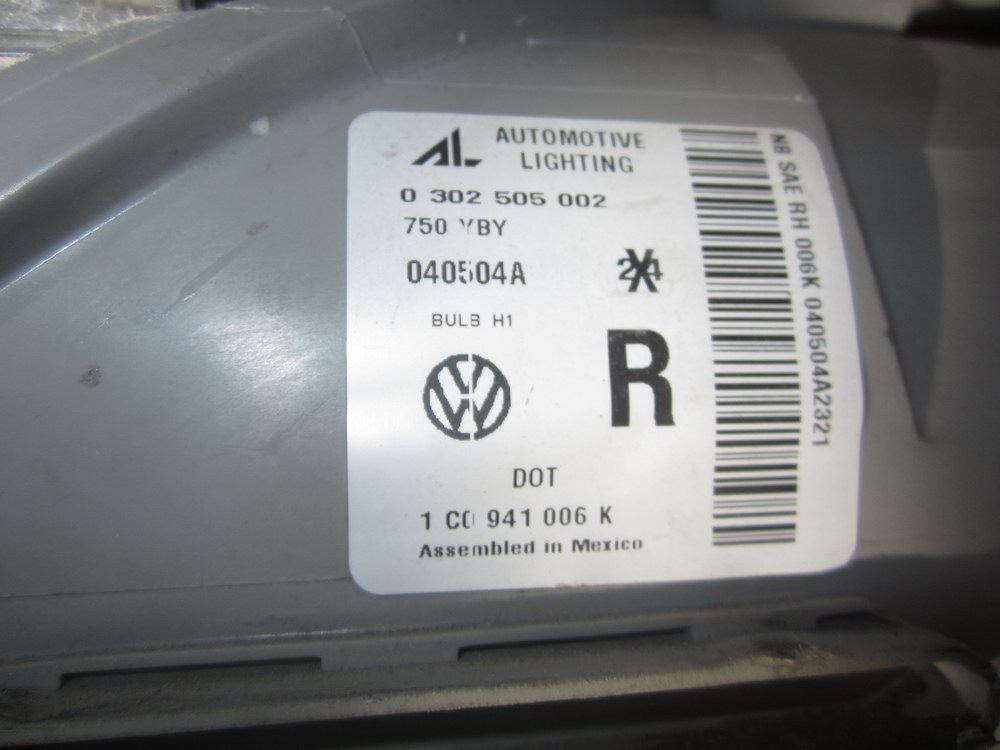 AL AUTOMOTIVE
LIGHTING
0 302 505 002
750 YBY
040504A
BULB H1
R
DOT
1 C0 941 006 K
Assembled in Mexico
NB SAE RH 006K 040504A2321